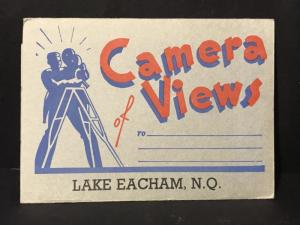 Camera
of Views
TO
LAKE EACHAM, N.Q.